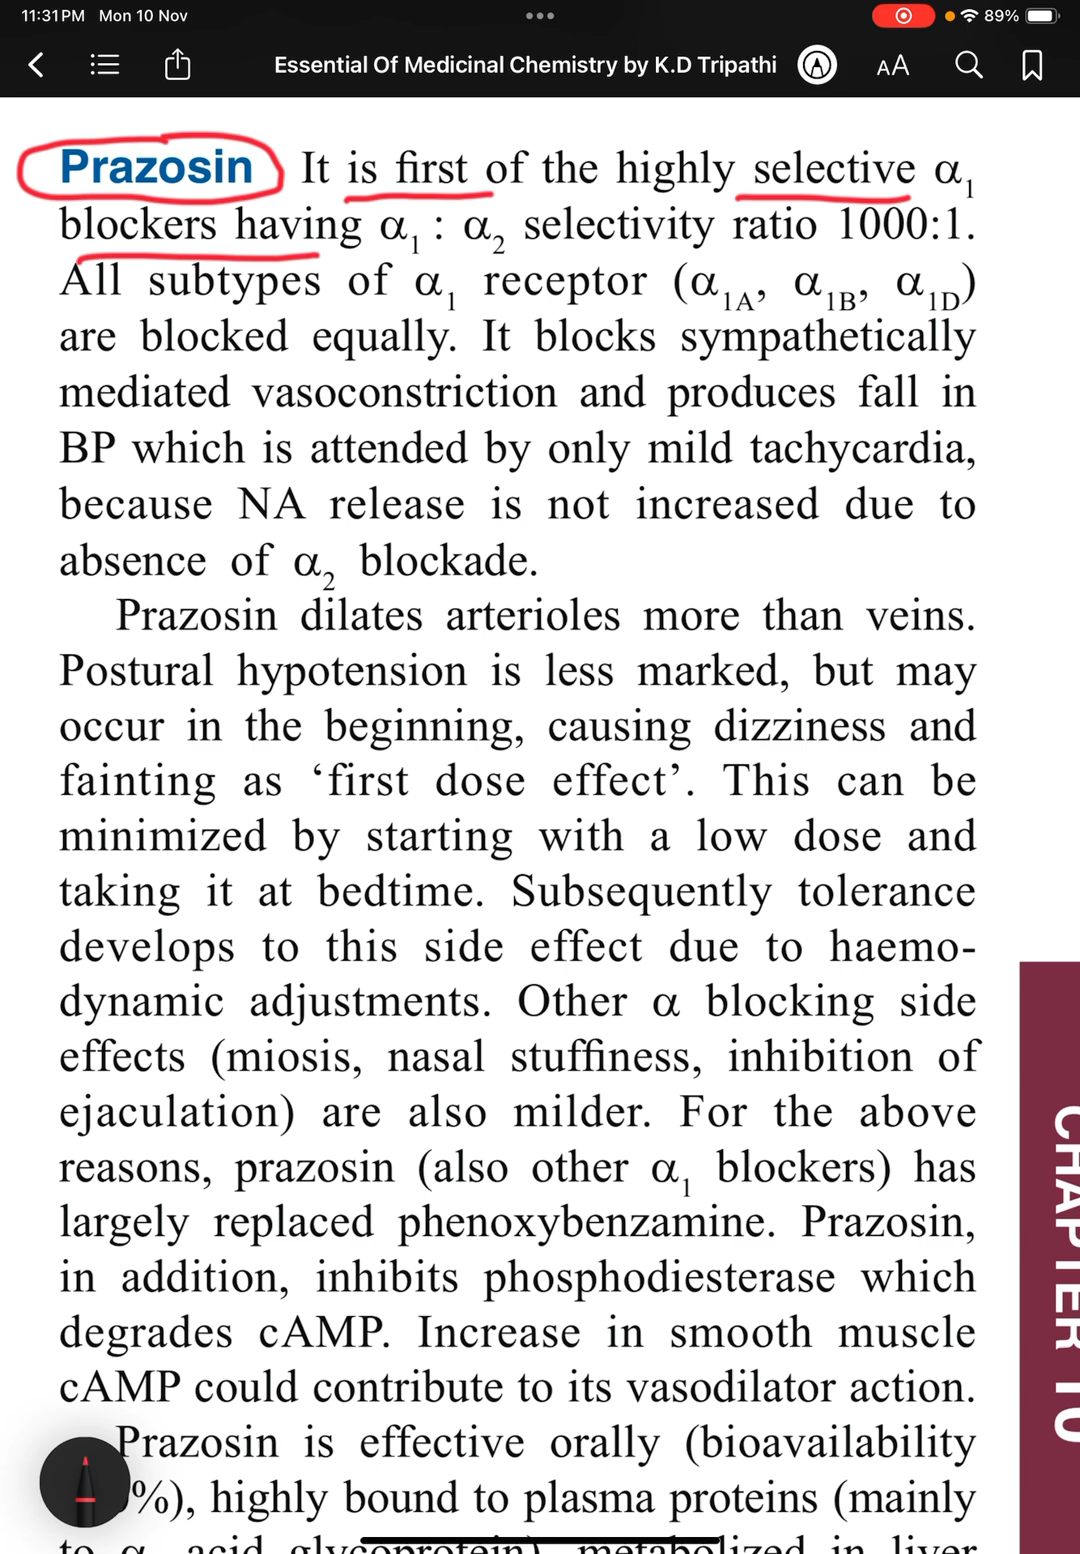 11:31 PM Mon 10 Nov
89%
Essential Of Medicinal Chemistry by K.D Tripathi
AA
Prazosin It is first of the highly selective α₁
blockers having α₁ : α₂ selectivity ratio 1000:1.
All subtypes of α₁ receptor (α₁A, α₁B, α₁D)
are blocked equally. It blocks sympathetically
mediated vasoconstriction and produces fall in
BP which is attended by only mild tachycardia,
because NA release is not increased due to
absence of α₂ blockade.
Prazosin dilates arterioles more than veins.
Postural hypotension is less marked, but may
occur in the beginning, causing dizziness and
fainting as ‘first dose effect’. This can be
minimized by starting with a low dose and
taking it at bedtime. Subsequently tolerance
develops to this side effect due to haemo-
dynamic adjustments. Other α blocking side
effects (miosis, nasal stuffiness, inhibition of
ejaculation) are also milder. For the above
reasons, prazosin (also other α₁ blockers) has
largely replaced phenoxybenzamine. Prazosin,
in addition, inhibits phosphodiesterase which
degrades cAMP. Increase in smooth muscle
cAMP could contribute to its vasodilator action.
Prazosin is effective orally (bioavailability
%), highly bound to plasma proteins (mainly
to α acid glycoprotein) metabolized in liver
CHAPTER 10